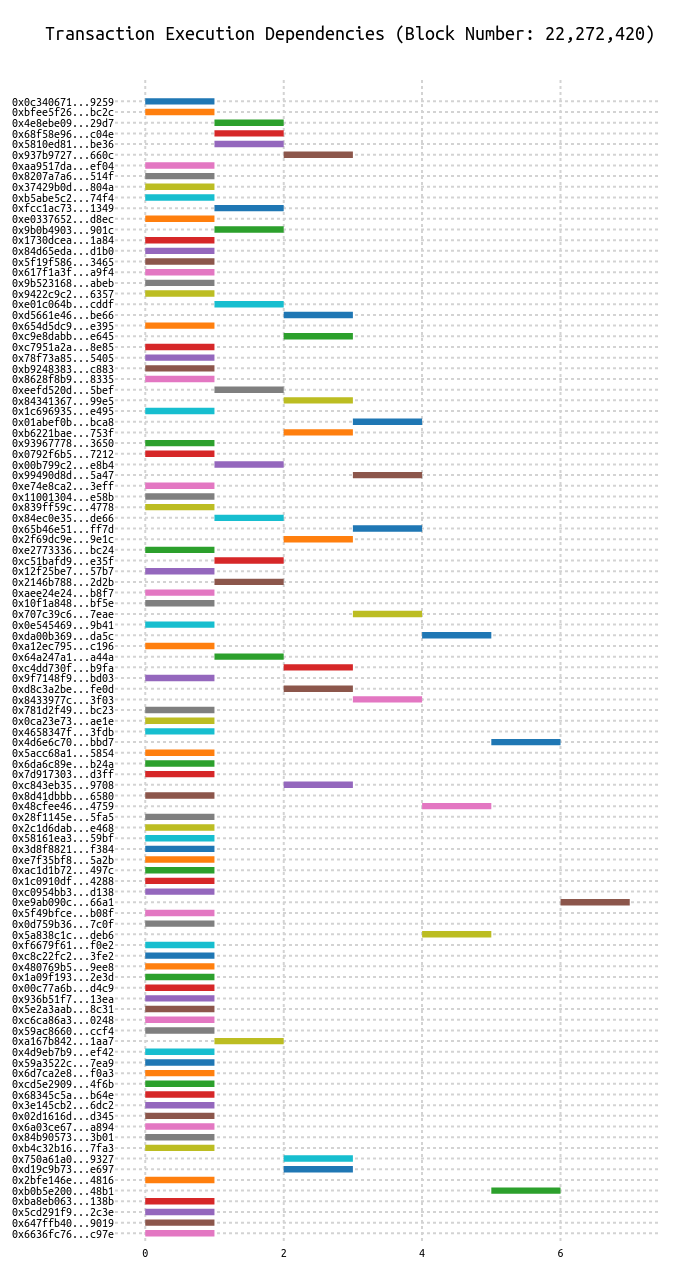 Transaction Execution Dependencies (Block Number: 22,272,420)
0x0c340671...9259
0xbfee5f26...bc2c
0x4e8ebe09...29d7
0x68f58e96...c04e
0x5810ed81...be36
0x937b9727...660c
0xaa9517da...ef04
0x8207a7a6...514f
0x37429b0d...804a
0xb5abe5c2...74f4
0xfcc1ac73...1349
0xe0337652...d8ec
0x9b0b4903...901c
0x1730dcea...1a84
0x84d65eda...d1b0
0x5f19f586...3465
0x617f1a3f...a9f4
0x9b523168...abeb
0x9422c9c2...6357
0xe01c064b...cddf
0xd5661e46...be66
0x654d5dc9...e395
0xc9e8dabb...e645
0xc7951a2a...8e85
0x78f73a85...5405
0xb9248383...c883
0x8628f8b9...8335
0xeefd520d...5bef
0x84341367...99e5
0x1c696935...e495
0x01abef0b...bca8
0xb6221bae...753f
0x93967778...3650
0x0792f6b5...7212
0x00b799c2...e8b4
0x99490d8d...5a47
0xe74e8ca2...3eff
0x11001304...e58b
0x839ff59c...4778
0x84ec0e35...de66
0x65b46e51...ff7d
0x2f69dc9e...9e1c
0xe2773336...bc24
0xc51bafd9...e35f
0x12f25be7...57b7
0x2146b788...2d2b
0xaee24e24...b8f7
0x10f1a848...bf5e
0x707c39c6...7eae
0x0e545469...9b41
0xda00b369...da5c
0xa12ec795...c196
0x64a247a1...a44a
0xc4dd730f...b9fa
0x9f7148f9...bd03
0xd8c3a2be...fe0d
0x8433977c...3f03
0x781d2f49...bc23
0x0ca23e73...ae1e
0x4658347f...3fdb
0x4d6e6c70...bbd7
0x5acc68a1...5854
0x6da6c89e...b24a
0x7d917303...d3ff
0xc843eb35...9708
0x8d41dbbb...6580
0x48cfee46...4759
0x28f1145e...5fa5
0x2c1d6dab...e468
0x58161ea3...59bf
0x3d8f8821...f384
0xe7f35bf8...5a2b
0xac1d1b72...497c
0x1c0910df...4288
0xc0954bb3...d138
0xe9ab090c...66a1
0x5f49bfce...b08f
0x0d759b36...7c0f
0x5a838c1c...deb6
0xf6679f61...f0e2
0xc8c22fc2...3fe2
0x480769b5...9ee8
0x1a09f193...2e3d
0x00c77a6b...d4c9
0x936b51f7...13ea
0x5e2a3aab...8c31
0xc6ca86a3...0248
0x59ac8660...ccf4
0xa167b842...1aa7
0x4d9eb7b9...ef42
0x59a3522c...7ea9
0x6d7ca2e8...f0a3
0xcd5e2909...4f6b
0x68345c5a...b64e
0x3e145cb2...6dc2
0x02d1616d...d345
0x6a03ce67...a894
0x84b90573...3b01
0xb4c32b16...7fa3
0x750a61a0...9327
0xd19c9b73...e697
0x2bfe146e...4816
0xb0b5e200...48b1
0xba8eb063...138b
0x5cd291f9...2c3e
0x647ffb40...9019
0x6636fc76...c97e
0 2 4 6